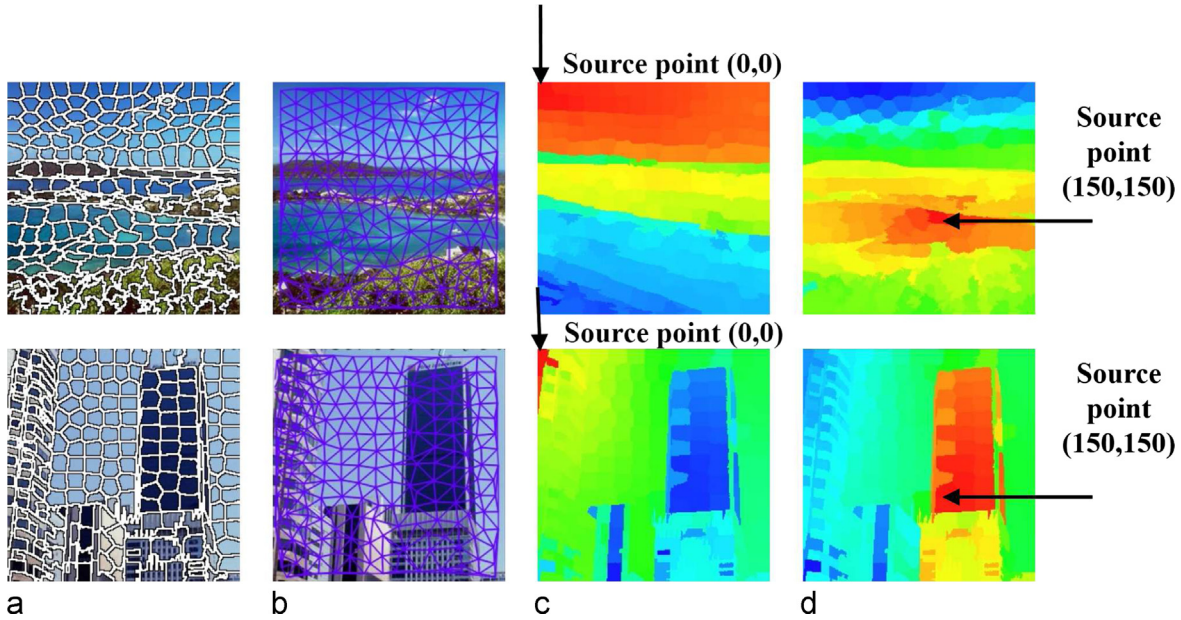 Source point (0,0)
Source
point
(150,150)
Source point (0,0)
Source
point
(150,150)
a
b
c
d